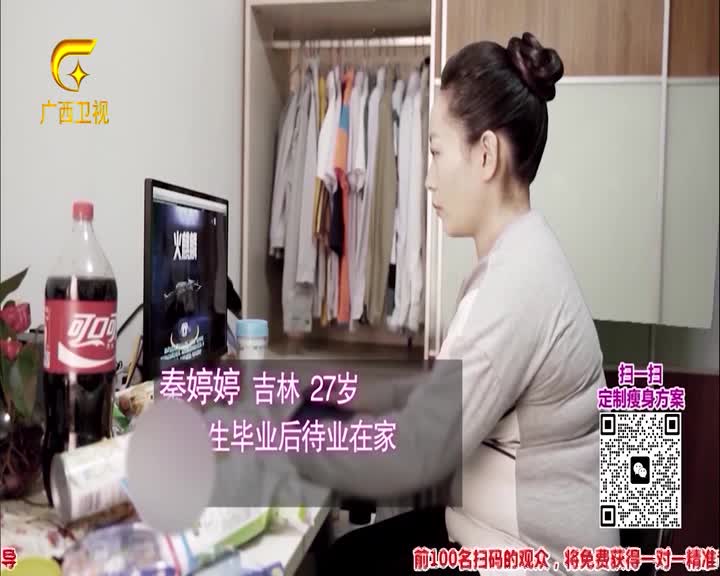 广西卫视
火麒麟
可口可
秦婷婷 吉林 27岁
生毕业后待业在家
扫一扫
定制瘦身方案
导
前100名扫码的观众，将免费获得一对一精准